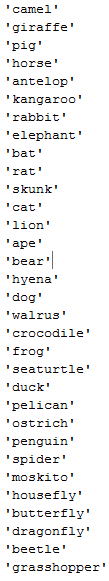 'camel'
'giraffe'
'pig'
'horse'
'antelop'
'kangaroo'
'rabbit'
'elephant'
'bat'
'rat'
'skunk'
'cat'
'lion'
'ape'
'bear'
'hyena'
'dog'
'walrus'
'crocodile'
'frog'
'seaturtle'
'duck'
'pelican'
'ostrich'
'penguin'
'spider'
'moskito'
'housefly'
'butterfly'
'dragonfly'
'beetle'
'grasshopper'